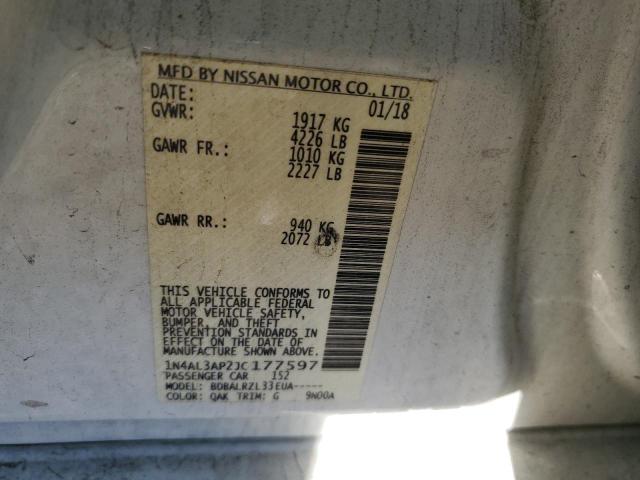 MFD BY NISSAN MOTOR CO., LTD.
DATE: 01/18
GVWR: 1917 KG
4226 LB
GAWR FR.: 1010 KG
2227 LB
GAWR RR.: 940 KG
2072 LB
THIS VEHICLE CONFORMS TO
ALL APPLICABLE FEDERAL
MOTOR VEHICLE SAFETY,
BUMPER, AND THEFT
PREVENTION STANDARDS IN
EFFECT ON THE DATE OF
MANUFACTURE SHOWN ABOVE.
1N4AL3AP2JC177597
PASSENGER CAR 152
MODEL: BDBALRZL33EUA-----
COLOR: QAK TRIM: G 9N00A